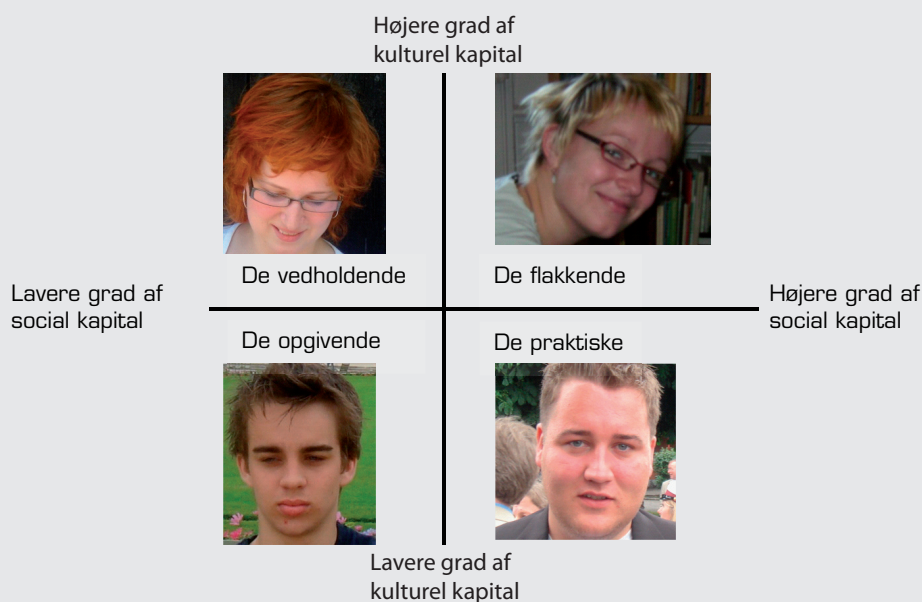 Højere grad af
kulturel kapital
De vedholdende
De flakkende
Lavere grad af
social kapital
Højere grad af
social kapital
De opgivende
De praktiske
Lavere grad af
kulturel kapital